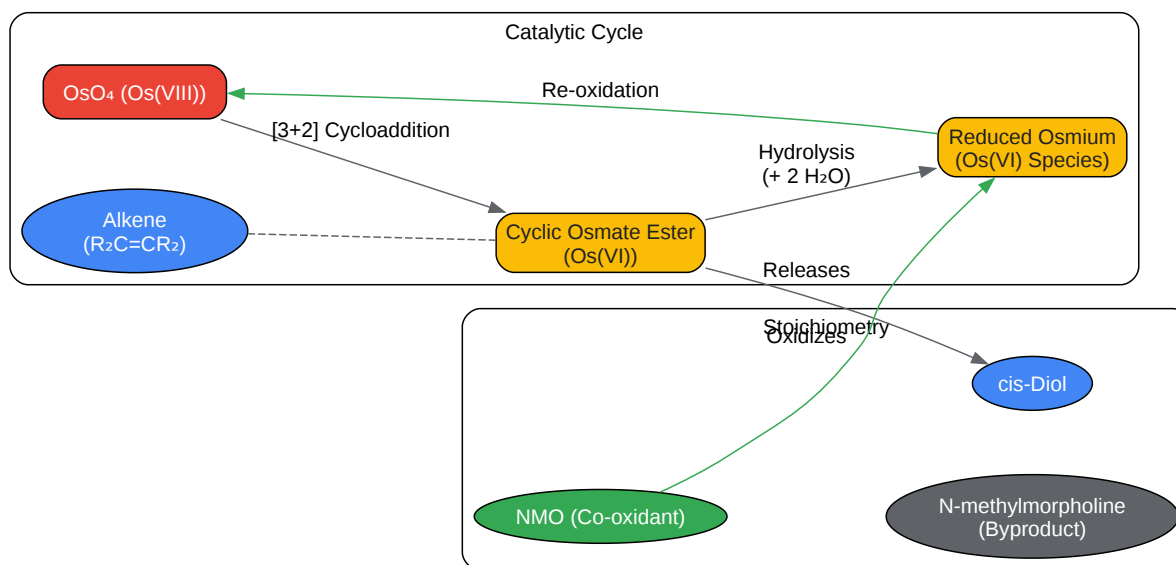 Catalytic Cycle
OsO₄ (Os(VIII))
Re-oxidation
[3+2] Cycloaddition
Reduced Osmium
(Os(VI) Species)
Hydrolysis
(+ 2 H₂O)
Alkene
(R₂C=CR₂)
Cyclic Osmate Ester
(Os(VI))
Releases
Stoichiometry
Oxidizes
cis-Diol
NMO (Co-oxidant)
N-methylmorpholine
(Byproduct)